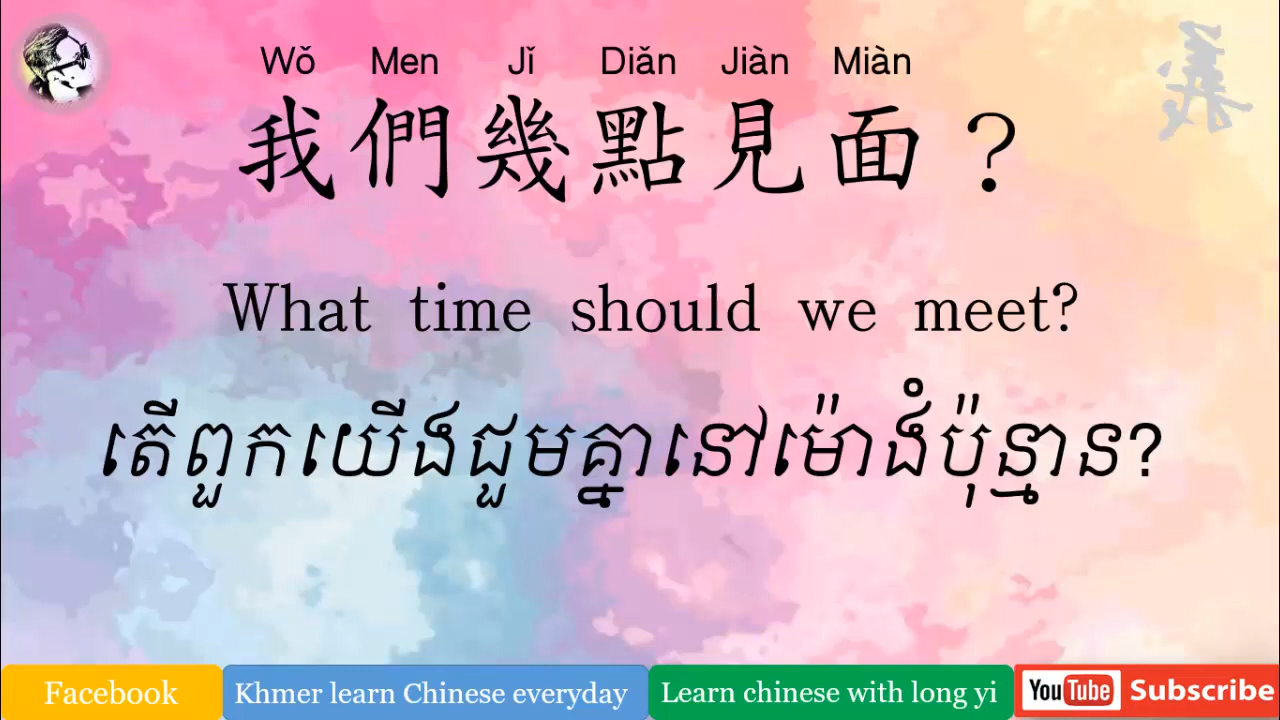 Wǒ Men Jǐ Diǎn Jiàn Miàn
我們幾點見面？
What time should we meet?
តើពួកយើងជួមគ្នានៅម៉ោងំប៉ុន្មាន?
Facebook
Khmer learn Chinese everyday
Learn chinese with long yi
YouTube Subscribe